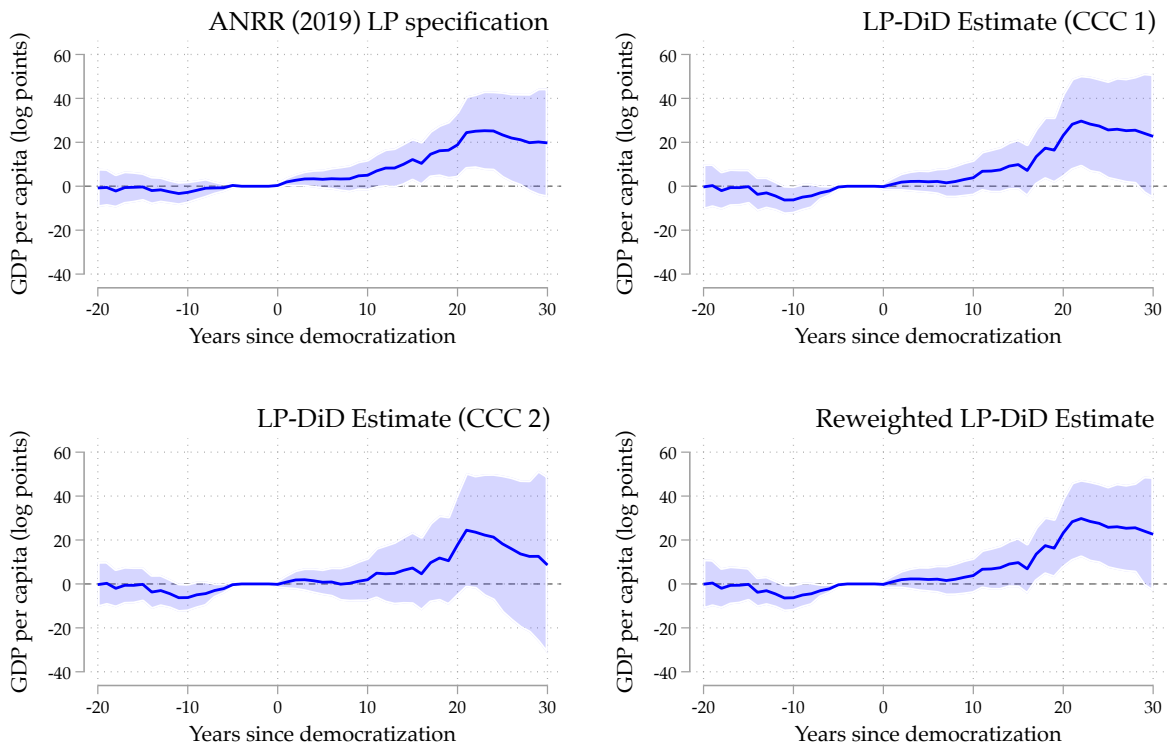 ANRR (2019) LP specification
GDP per capita (log points)
60
40
20
0
-20
-40
-20 -10 0 10 20 30
Years since democratization
LP-DiD Estimate (CCC 1)
GDP per capita (log points)
60
40
20
0
-20
-40
-20 -10 0 10 20 30
Years since democratization
LP-DiD Estimate (CCC 2)
GDP per capita (log points)
60
40
20
0
-20
-40
-20 -10 0 10 20 30
Years since democratization
Reweighted LP-DiD Estimate
GDP per capita (log points)
60
40
20
0
-20
-40
-20 -10 0 10 20 30
Years since democratization